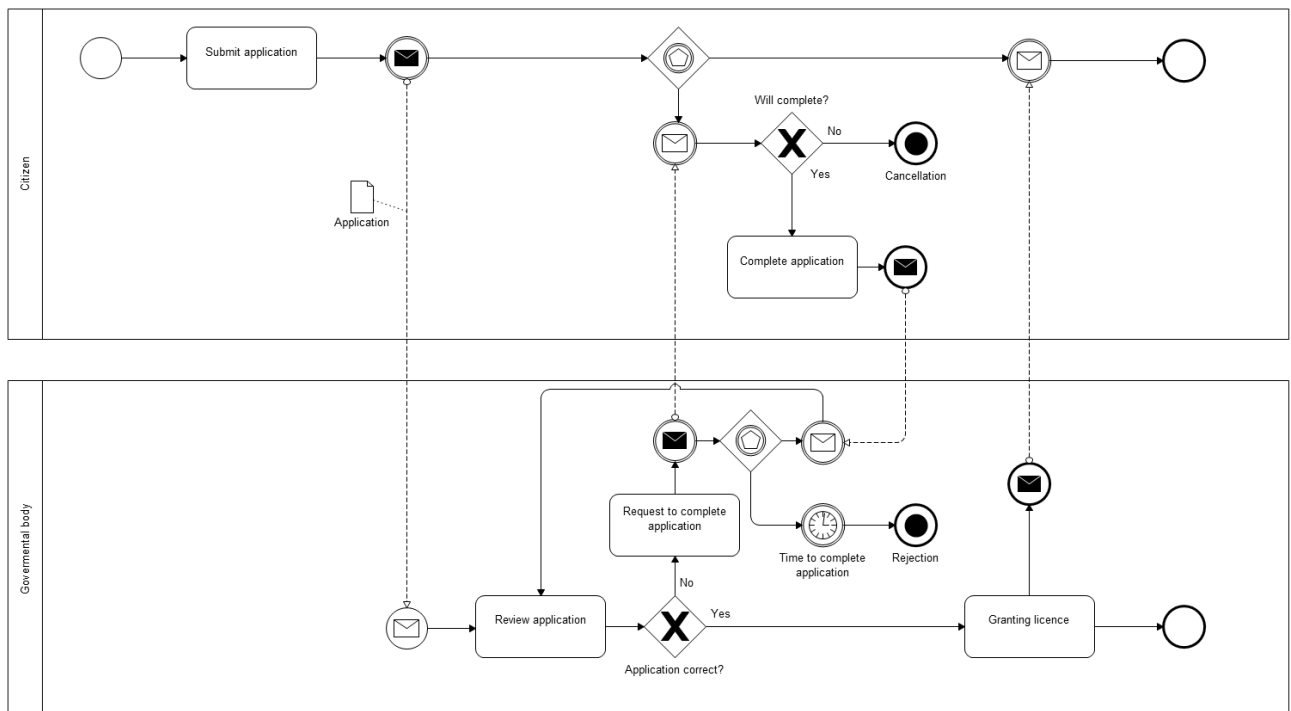 Citizen
Submit application
Application
Will complete?
No
Yes
Cancellation
Complete application
Govermental body
Request to complete
application
No
Time to complete
application
Rejection
Review application
Yes
Application correct?
Granting licence